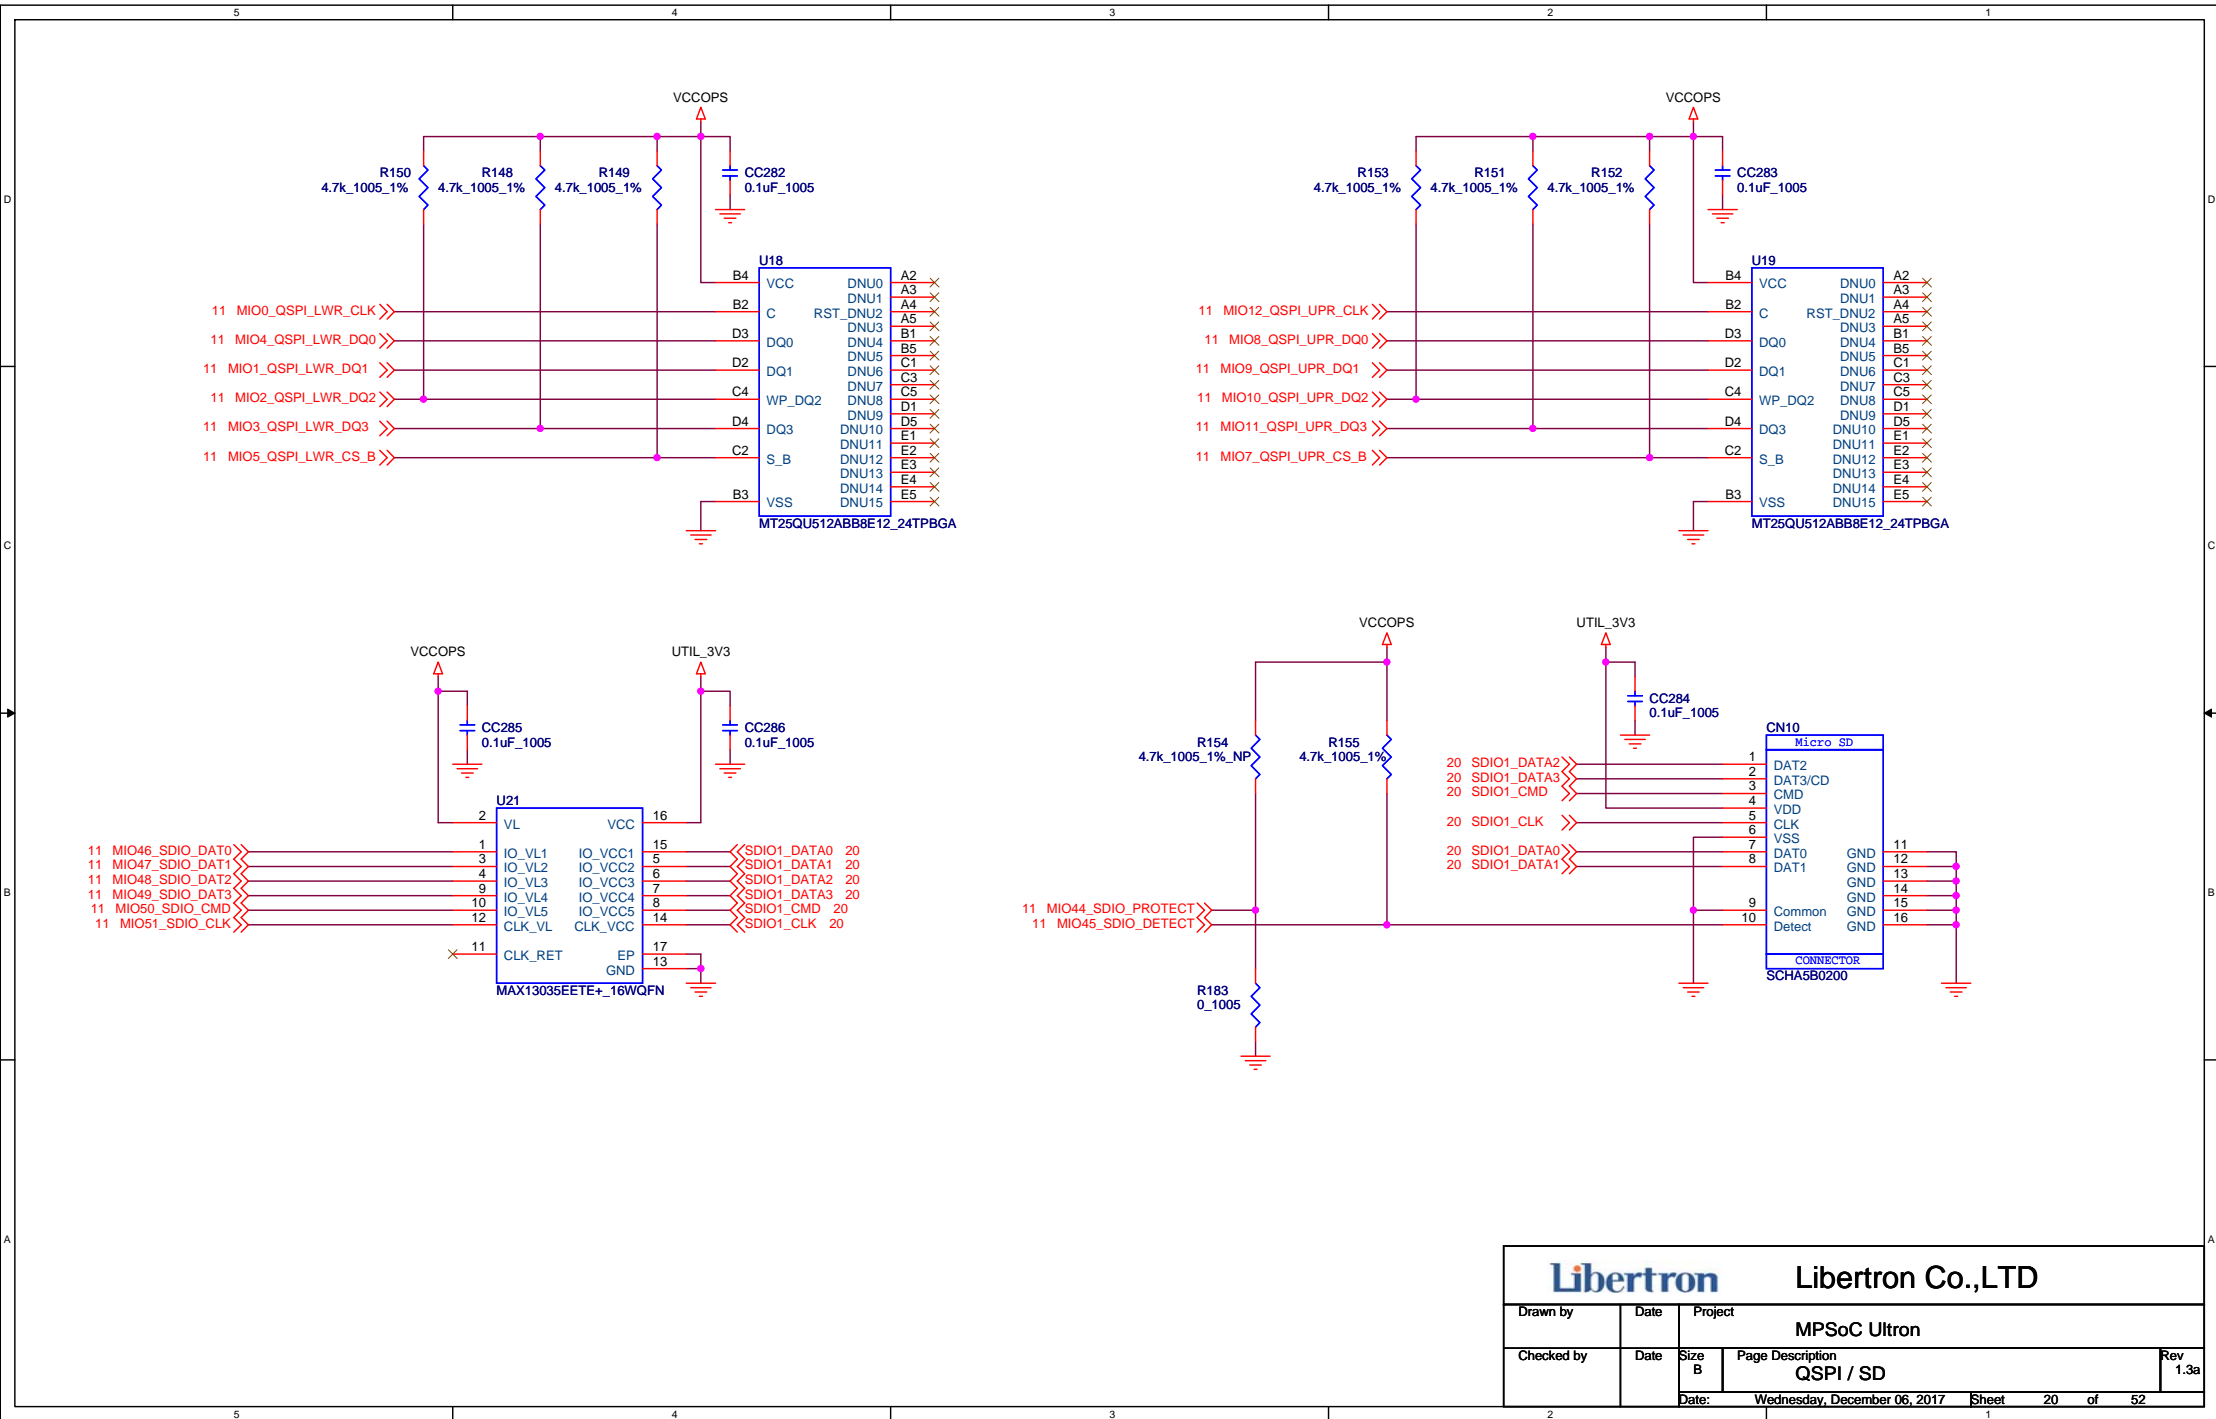 5 4 3 2 1
VCCOPS
R150
4.7k_1005_1%
R148
4.7k_1005_1%
R149
4.7k_1005_1%
CC282
0.1uF_1005
U18
11 MIO0_QSPI_LWR_CLK
11 MIO4_QSPI_LWR_DQ0
11 MIO1_QSPI_LWR_DQ1
11 MIO2_QSPI_LWR_DQ2
11 MIO3_QSPI_LWR_DQ3
11 MIO5_QSPI_LWR_CS_B
B4 VCC
B2 C
D3 DQ0
D2 DQ1
C4 WP_DQ2
D4 DQ3
C2 S_B
B3 VSS
DNU0 A2
DNU1 A3
RST_DNU2 A4
DNU3 A5
DNU4 B1
DNU5 B5
DNU6 C1
DNU7 C3
DNU8 C5
DNU9 D1
DNU10 D5
DNU11 E1
DNU12 E2
DNU13 E3
DNU14 E4
DNU15 E5
MT25QU512ABB8E12_24TPBGA
VCCOPS
R153
4.7k_1005_1%
R151
4.7k_1005_1%
R152
4.7k_1005_1%
CC283
0.1uF_1005
U19
11 MIO12_QSPI_UPR_CLK
11 MIO8_QSPI_UPR_DQ0
11 MIO9_QSPI_UPR_DQ1
11 MIO10_QSPI_UPR_DQ2
11 MIO11_QSPI_UPR_DQ3
11 MIO7_QSPI_UPR_CS_B
B4 VCC
B2 C
D3 DQ0
D2 DQ1
C4 WP_DQ2
D4 DQ3
C2 S_B
B3 VSS
DNU0 A2
DNU1 A3
RST_DNU2 A4
DNU3 A5
DNU4 B1
DNU5 B5
DNU6 C1
DNU7 C3
DNU8 C5
DNU9 D1
DNU10 D5
DNU11 E1
DNU12 E2
DNU13 E3
DNU14 E4
DNU15 E5
MT25QU512ABB8E12_24TPBGA
D D
C C
VCCOPS
UTIL_3V3
CC285
0.1uF_1005
CC286
0.1uF_1005
U21
2 VL VCC 16
11 MIO46_SDIO_DAT0 1 IO_VL1 IO_VCC1 15 SDIO1_DATA0 20
11 MIO47_SDIO_DAT1 3 IO_VL2 IO_VCC2 5 SDIO1_DATA1 20
11 MIO48_SDIO_DAT2 4 IO_VL3 IO_VCC3 6 SDIO1_DATA2 20
11 MIO49_SDIO_DAT3 9 IO_VL4 IO_VCC4 7 SDIO1_DATA3 20
11 MIO50_SDIO_CMD 10 IO_VL5 IO_VCC5 8 SDIO1_CMD 20
11 MIO51_SDIO_CLK 12 CLK_VL CLK_VCC 14 SDIO1_CLK 20
11 CLK_RET EP 17
GND 13
MAX13035EETE+_16WQFN
VCCOPS
UTIL_3V3
R154
4.7k_1005_1%_NP
R155
4.7k_1005_1%
CC284
0.1uF_1005
CN10
Micro SD
20 SDIO1_DATA2 1 DAT2
20 SDIO1_DATA3 2 DAT3/CD
20 SDIO1_CMD 3 CMD
4 VDD
20 SDIO1_CLK 5 CLK
6 VSS
20 SDIO1_DATA0 7 DAT0
20 SDIO1_DATA1 8 DAT1
GND 11
GND 12
GND 13
GND 14
GND 15
GND 16
11 MIO44_SDIO_PROTECT 9 Common
11 MIO45_SDIO_DETECT 10 Detect
CONNECTOR
SCHA5B0200
R183
0_1005
B B
A A
Libertron Libertron Co.,LTD
Drawn by Date Project
MPSoC Ultron
Checked by Date Size Page Description Rev
B QSPI / SD 1.3a
Date: Wednesday, December 06, 2017 Sheet 20 of 52
5 4 3 2 1